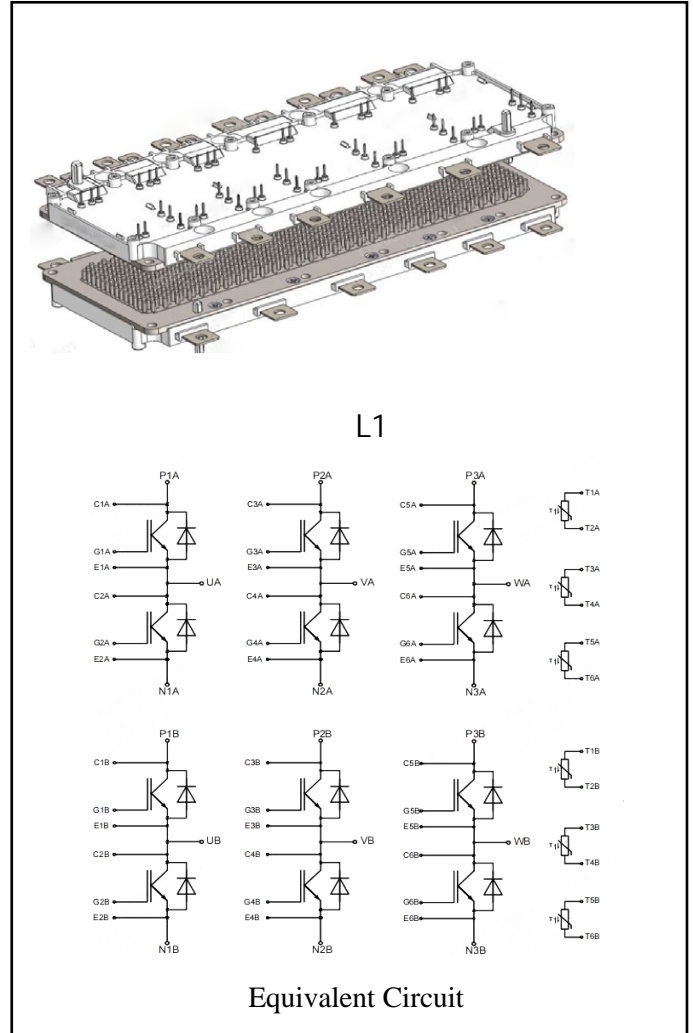 L1
P1A P2A P3A
C1A C3A C5A T1A
G1A G3A G5A T2A
E1A E3A E5A
UA VA WA T3A
C2A C4A C6A T4A
G2A G4A G6A T5A
E2A E4A E6A T6A
N1A N2A N3A
P1B P2B P3B
C1B C3B C5B T1B
G1B G3B G5B T2B
E1B E3B E5B
UB VB WB T3B
C2B C4B C6B T4B
G2B G4B G6B T5B
E2B E4B E6B T6B
N1B N2B N3B
Equivalent Circuit